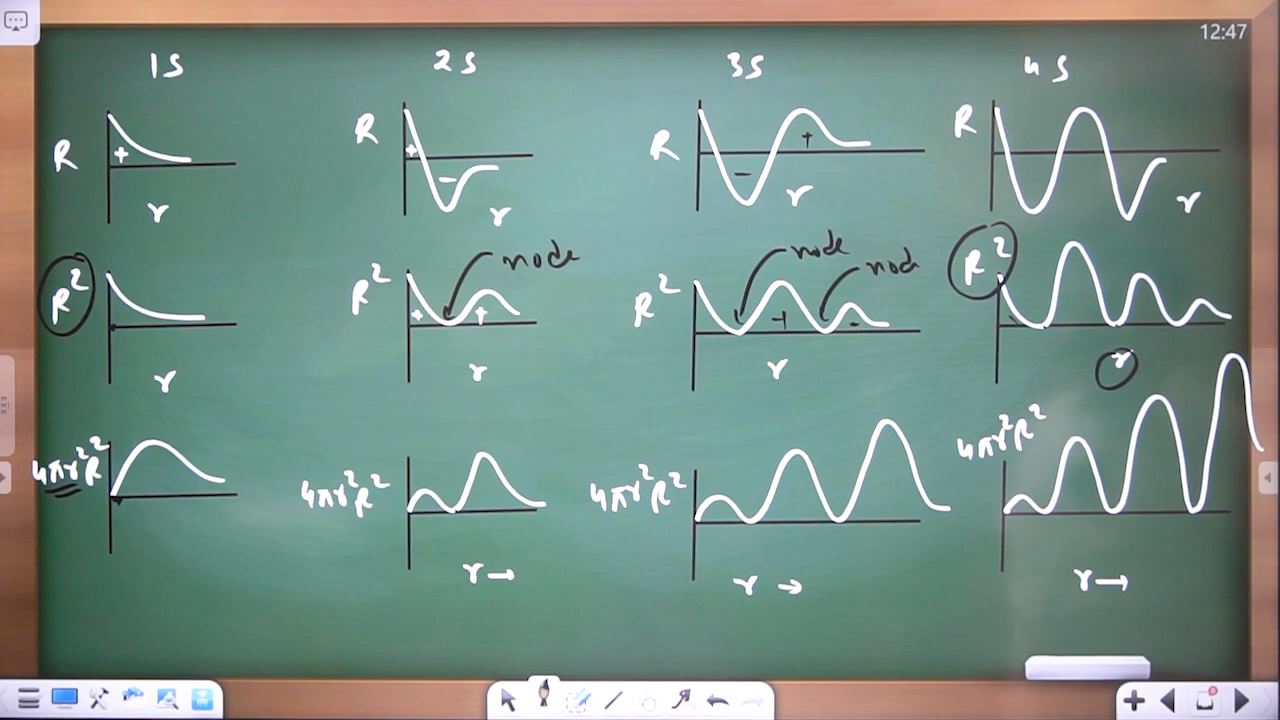 12:47
1S 2S 3S 4S
R + R + - R - + R
r r r r
node node node
R² R² + + R² + - R²
r r r r
4πr²R² 4πr²R² 4πr²R² 4πr²R²
r→ r→ r→